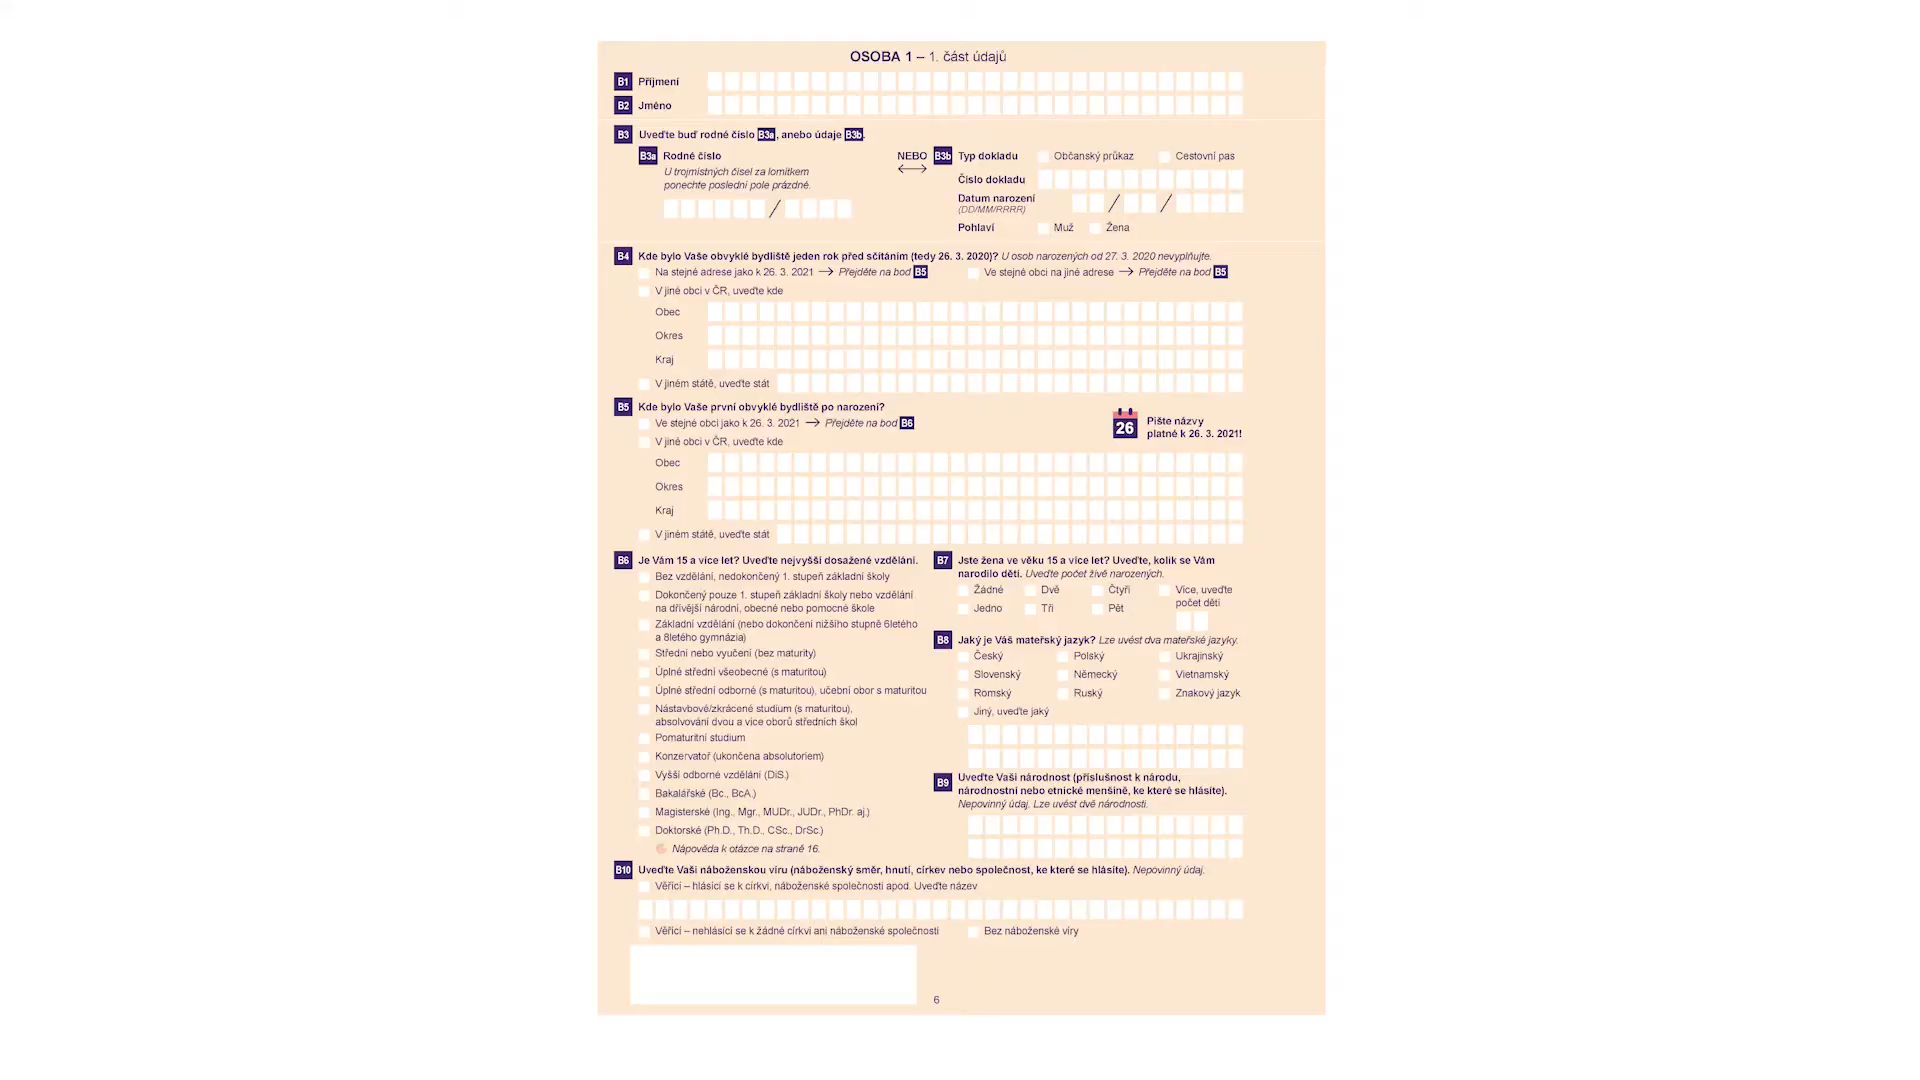 OSOBA 1 – 1. část údajů
B1 Příjmení
B2 Jméno
B3 Uveďte buď rodné číslo B3a, anebo údaje B3b.
B3a Rodné číslo
U trojmístných čísel za lomítkem
ponechte poslední pole prázdné.
/
NEBO
B3b Typ dokladu Občanský průkaz Cestovní pas
Číslo dokladu
Datum narození / /
(DD/MM/RRRR)
Pohlaví Muž Žena
B4 Kde bylo Vaše obvyklé bydliště jeden rok před sčítáním (tedy 26. 3. 2020)? U osob narozených od 27. 3. 2020 nevyplňujte.
Na stejné adrese jako k 26. 3. 2021 → Přejděte na bod B5 Ve stejné obci na jiné adrese → Přejděte na bod B5
V jiné obci v ČR, uveďte kde
Obec
Okres
Kraj
V jiném státě, uveďte stát
B5 Kde bylo Vaše první obvyklé bydliště po narození?
Ve stejné obci jako k 26. 3. 2021 → Přejděte na bod B6
26 Pište názvy
platné k 26. 3. 2021!
V jiné obci v ČR, uveďte kde
Obec
Okres
Kraj
V jiném státě, uveďte stát
B6 Je Vám 15 a více let? Uveďte nejvyšší dosažené vzdělání.
Bez vzdělání, nedokončený 1. stupeň základní školy
Dokončený pouze 1. stupeň základní školy nebo vzdělání
na dřívější národní, obecné nebo pomocné škole
Základní vzdělání (nebo dokončení nižšího stupně 6letého
a 8letého gymnázia)
Střední nebo vyučení (bez maturity)
Úplné střední všeobecné (s maturitou)
Úplné střední odborné (s maturitou), učební obor s maturitou
Nástavbové/zkrácené studium (s maturitou),
absolvování dvou a více oborů středních škol
Pomaturitní studium
Konzervatoř (ukončena absolutoriem)
Vyšší odborné vzdělání (DiS.)
Bakalářské (Bc., BcA.)
Magisterské (Ing., Mgr., MUDr., JUDr., PhDr. aj.)
Doktorské (Ph.D., Th.D., CSc., DrSc.)
Nápověda k otázce na straně 16.
B7 Jste žena ve věku 15 a více let? Uveďte, kolik se Vám
narodilo dětí. Uveďte počet živě narozených.
Žádné Dvě Čtyři Více, uveďte
počet dětí
Jedno Tři Pět
B8 Jaký je Váš mateřský jazyk? Lze uvést dva mateřské jazyky.
Český Polský Ukrajinský
Slovenský Německý Vietnamský
Romský Ruský Znakový jazyk
Jiný, uveďte jaký
B9 Uveďte Vaši národnost (příslušnost k národu,
národnostní nebo etnické menšině, ke které se hlásíte).
Nepovinný údaj. Lze uvést dvě národnosti.
B10 Uveďte Vaši náboženskou víru (náboženský směr, hnutí, církev nebo společnost, ke které se hlásíte). Nepovinný údaj.
Věřící – hlásící se k církvi, náboženské společnosti apod. Uveďte název
Věřící – nehlásící se k žádné církvi ani náboženské společnosti Bez náboženské víry
6